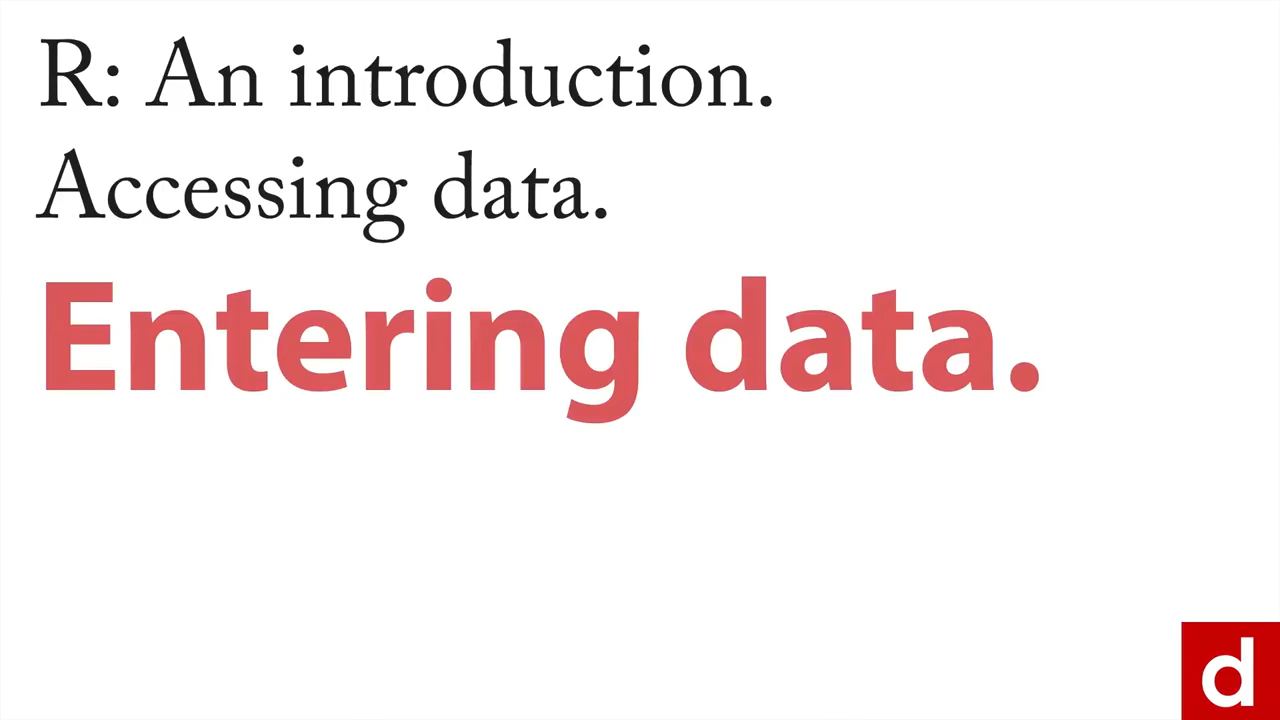 R: An introduction.
Accessing data.
Entering data.
d